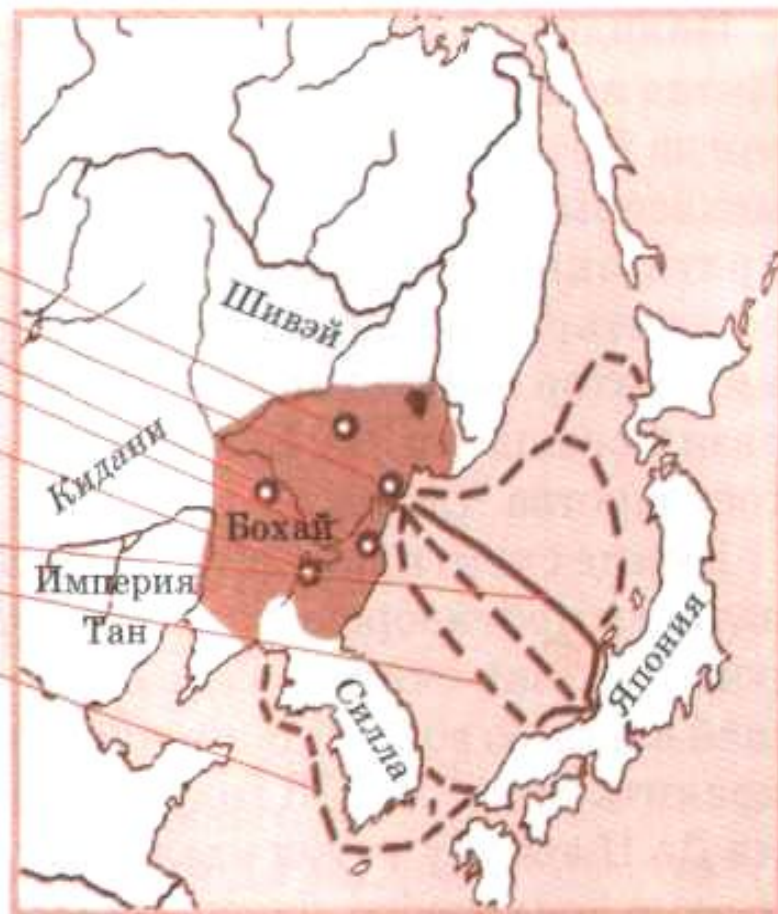 Шивэй
Кидани
Бохай
Империя
Тан
Силла
Япония